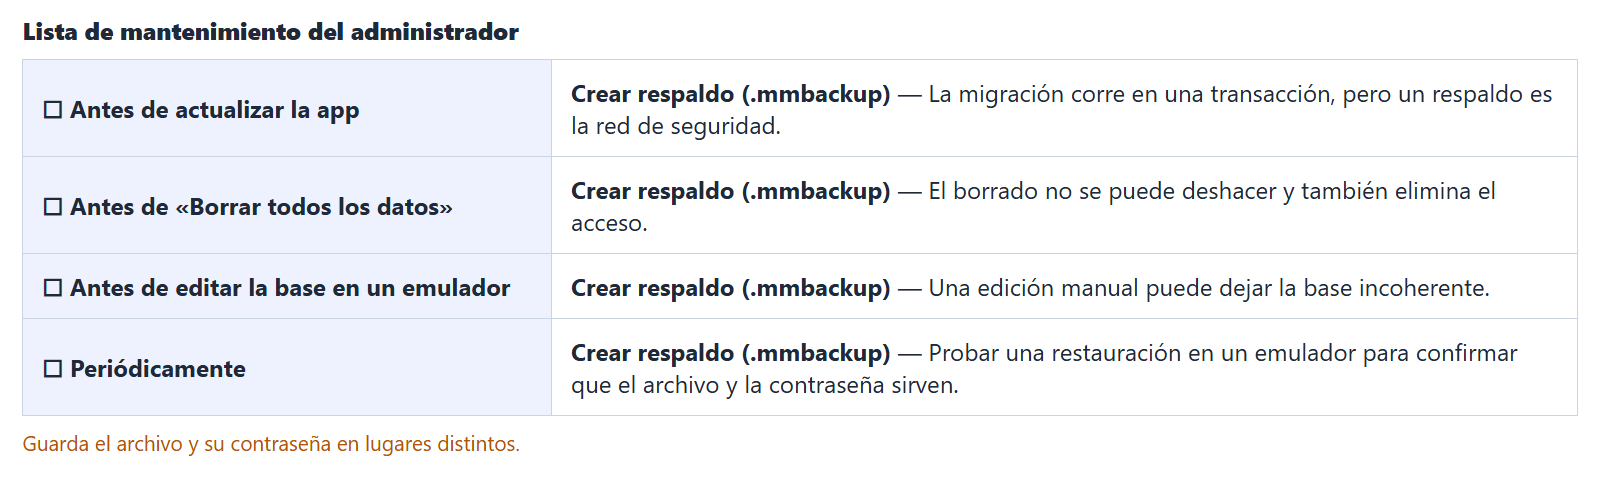 Lista de mantenimiento del administrador
☐ Antes de actualizar la app
Crear respaldo (.mmbackup) — La migración corre en una transacción, pero un respaldo es
la red de seguridad.
☐ Antes de «Borrar todos los datos»
Crear respaldo (.mmbackup) — El borrado no se puede deshacer y también elimina el
acceso.
☐ Antes de editar la base en un emulador
Crear respaldo (.mmbackup) — Una edición manual puede dejar la base incoherente.
☐ Periódicamente
Crear respaldo (.mmbackup) — Probar una restauración en un emulador para confirmar
que el archivo y la contraseña sirven.
Guarda el archivo y su contraseña en lugares distintos.